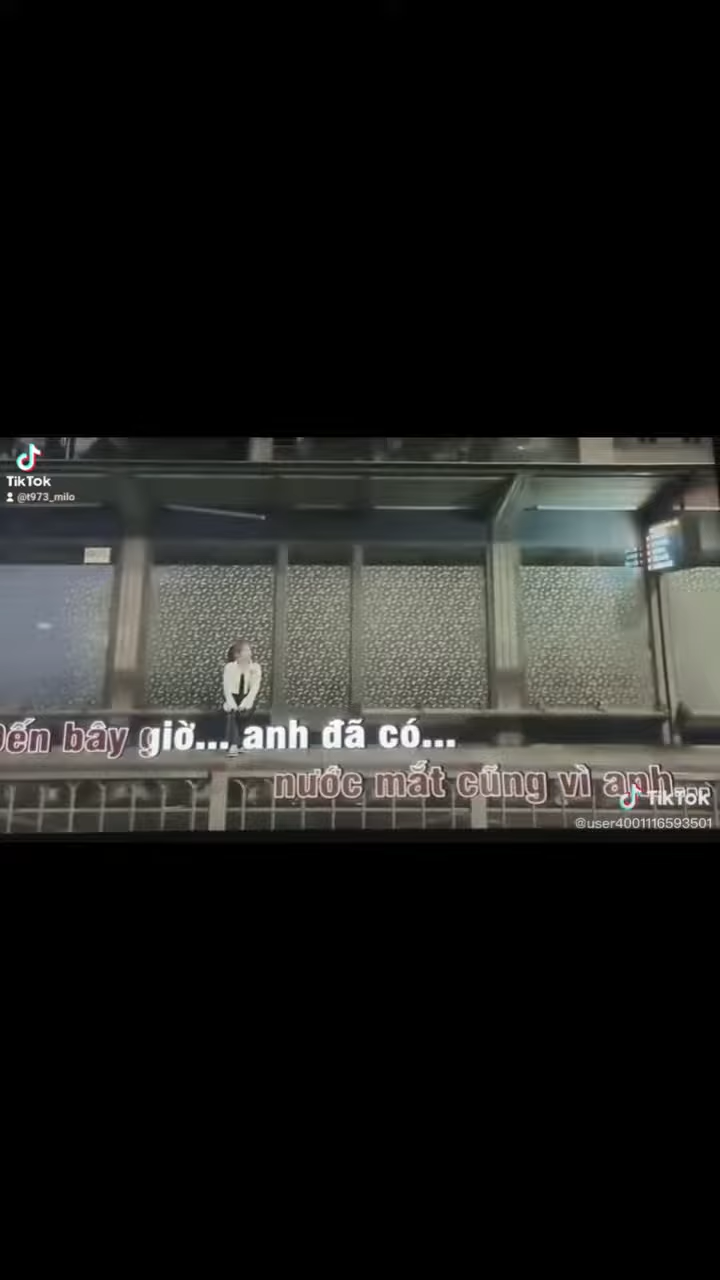 TikTok
@t973_milo
Đến bây giờ... anh đã có...
nước mắt cũng vì anh
TikTok
@user4001116593501